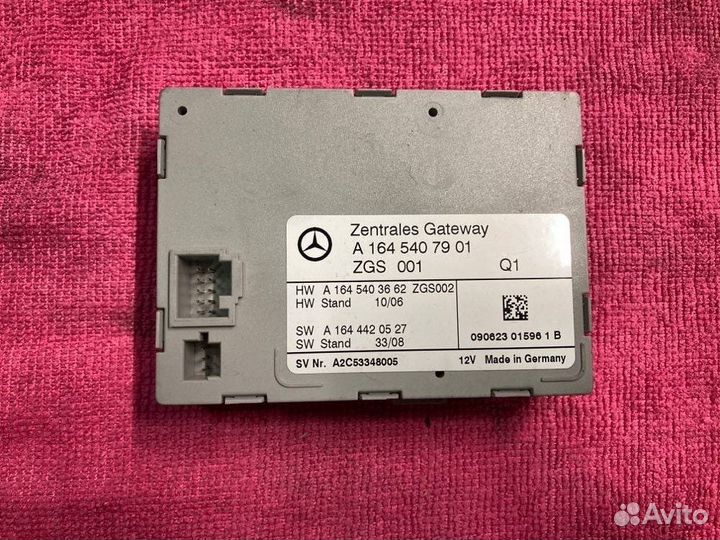 Zentrales Gateway
A 164 540 79 01
ZGS 001 Q1
HW A 164 540 36 62 ZGS002
HW Stand 10/06
SW A 164 442 05 27
SW Stand 33/08
090623 01596 1 B
SV Nr. A2C53348005 12V Made in Germany
Avito